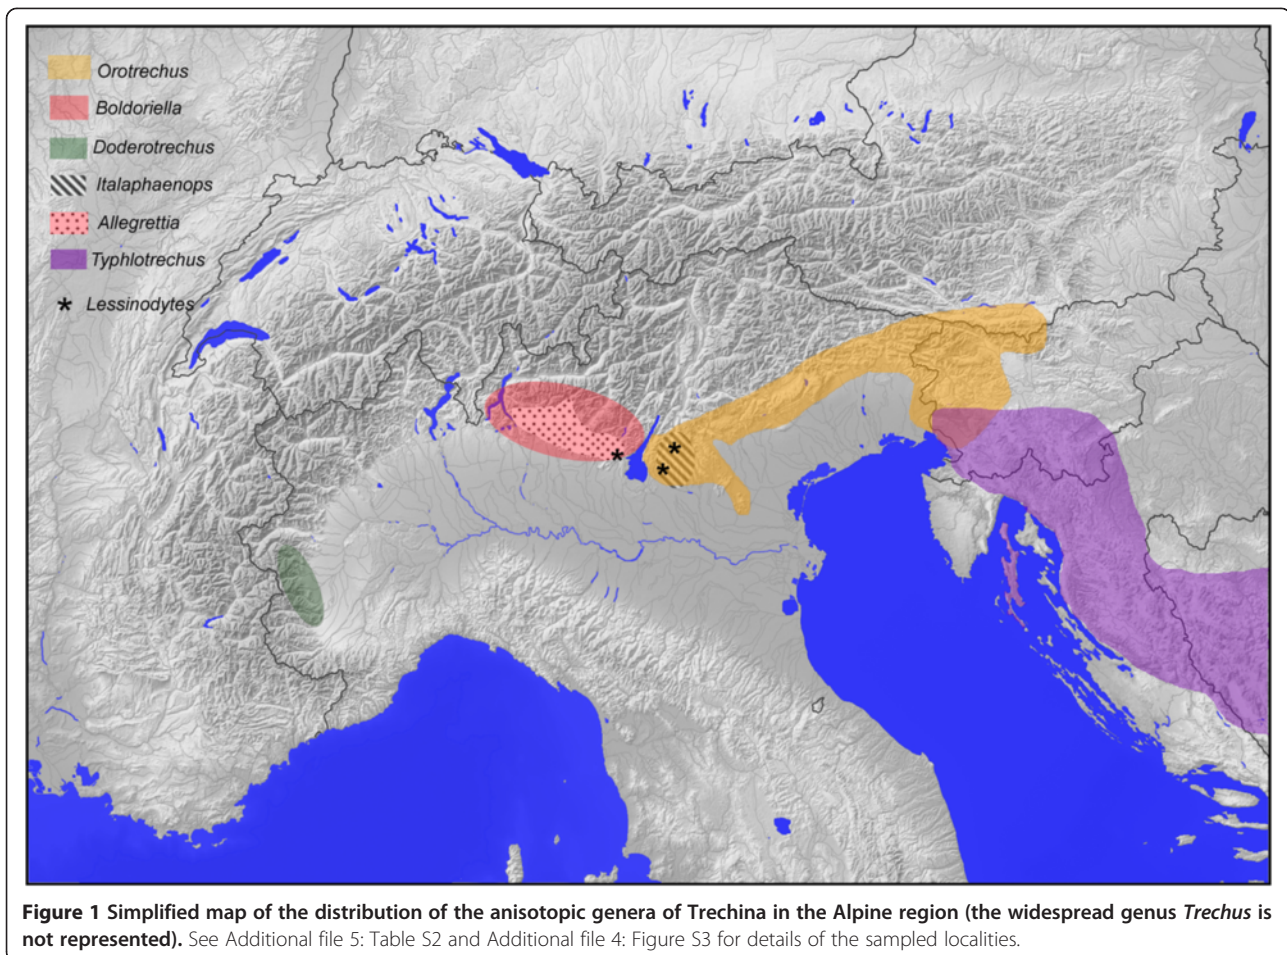 Orotrechus
Boldoriella
Doderotrechus
Italaphaenops
Allegrettia
Typhlotrechus
* Lessinodytes
Figure 1 Simplified map of the distribution of the anisotopic genera of Trechina in the Alpine region (the widespread genus Trechus is
not represented). See Additional file 5: Table S2 and Additional file 4: Figure S3 for details of the sampled localities.